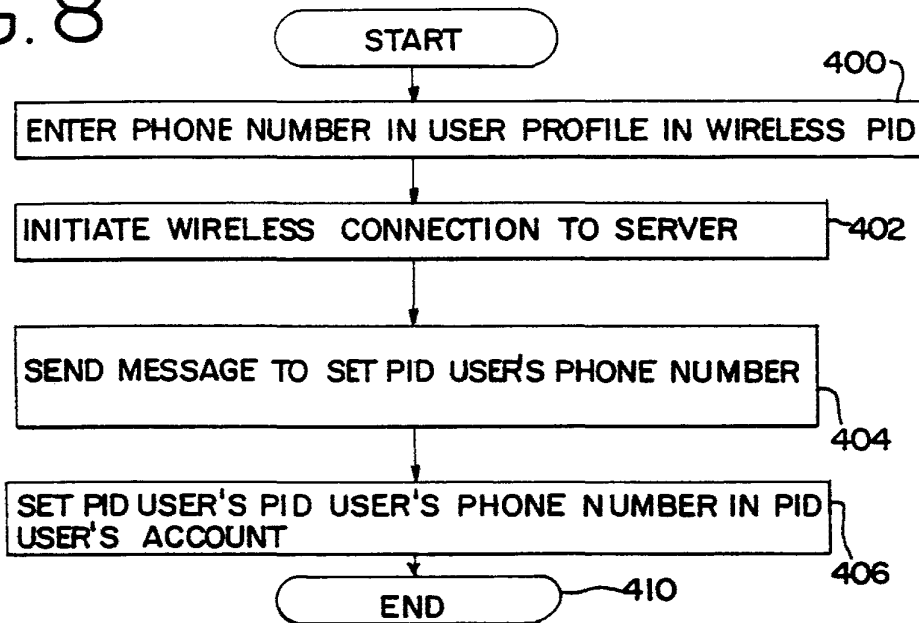 G. 8
START
400
ENTER PHONE NUMBER IN USER PROFILE IN WIRELESS PID
INITIATE WIRELESS CONNECTION TO SERVER
402
SEND MESSAGE TO SET PID USER'S PHONE NUMBER
404
SET PID USER'S PID USER'S PHONE NUMBER IN PID
USER'S ACCOUNT
406
END
410